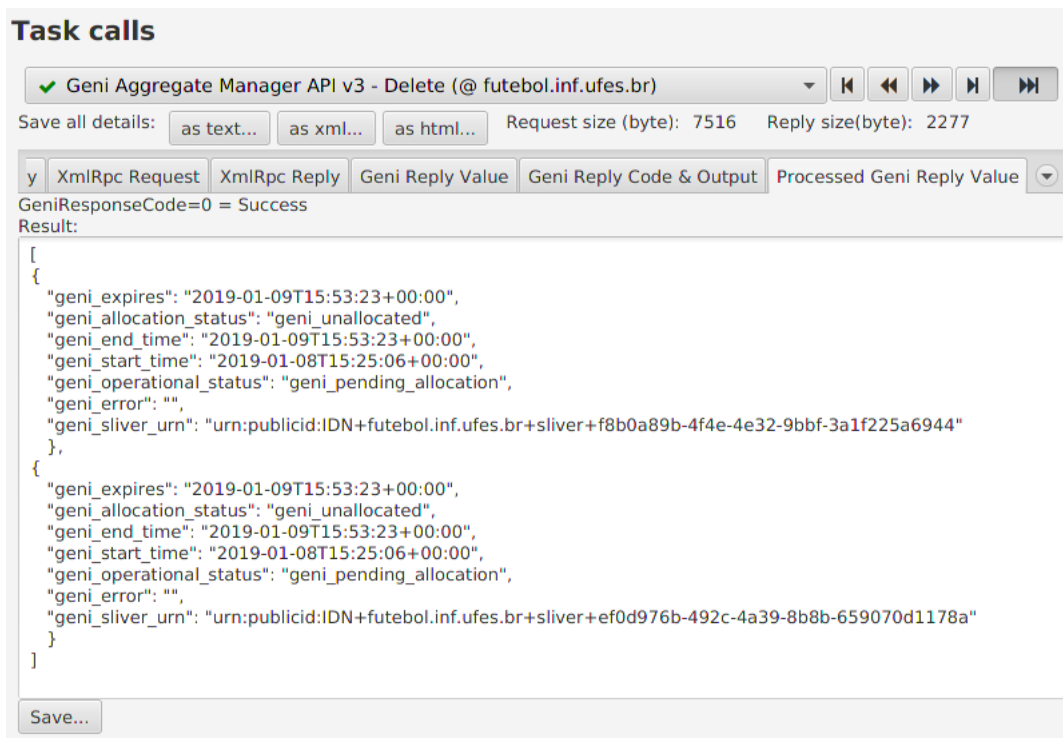 Task calls
✔ Geni Aggregate Manager API v3 - Delete (@ futebol.inf.ufes.br)
Save all details: as text... as xml... as html... Request size (byte): 7516 Reply size(byte): 2277
y XmlRpc Request XmlRpc Reply Geni Reply Value Geni Reply Code & Output Processed Geni Reply Value
GeniResponseCode=0 = Success
Result:
[
{
"geni_expires": "2019-01-09T15:53:23+00:00",
"geni_allocation_status": "geni_unallocated",
"geni_end_time": "2019-01-09T15:53:23+00:00",
"geni_start_time": "2019-01-08T15:25:06+00:00",
"geni_operational_status": "geni_pending_allocation",
"geni_error": "",
"geni_sliver_urn": "urn:publicid:IDN+futebol.inf.ufes.br+sliver+f8b0a89b-4f4e-4e32-9bbf-3a1f225a6944"
},
{
"geni_expires": "2019-01-09T15:53:23+00:00",
"geni_allocation_status": "geni_unallocated",
"geni_end_time": "2019-01-09T15:53:23+00:00",
"geni_start_time": "2019-01-08T15:25:06+00:00",
"geni_operational_status": "geni_pending_allocation",
"geni_error": "",
"geni_sliver_urn": "urn:publicid:IDN+futebol.inf.ufes.br+sliver+ef0d976b-492c-4a39-8b8b-659070d1178a"
}
]
Save...